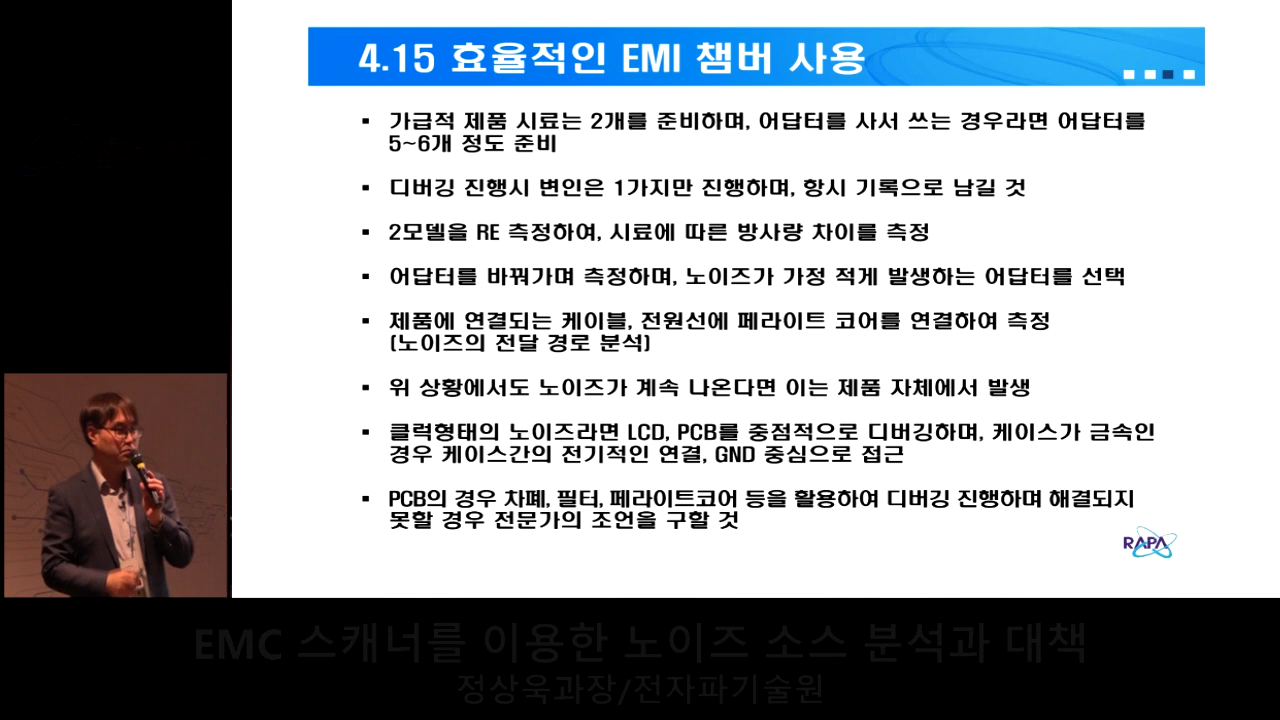 4.15 효율적인 EMI 챔버 사용
▪ 가급적 제품 시료는 2개를 준비하며, 어답터를 사서 쓰는 경우라면 어답터를
5~6개 정도 준비
▪ 디버깅 진행시 변인은 1가지만 진행하며, 항시 기록으로 남길 것
▪ 2모델을 RE 측정하여, 시료에 따른 방사량 차이를 측정
▪ 어답터를 바꿔가며 측정하며, 노이즈가 가정 적게 발생하는 어답터를 선택
▪ 제품에 연결되는 케이블, 전원선에 페라이트 코어를 연결하여 측정
(노이즈의 전달 경로 분석)
▪ 위 상황에서도 노이즈가 계속 나온다면 이는 제품 자체에서 발생
▪ 클럭형태의 노이즈라면 LCD, PCB를 중점적으로 디버깅하며, 케이스가 금속인
경우 케이스간의 전기적인 연결, GND 중심으로 접근
▪ PCB의 경우 차폐, 필터, 페라이트코어 등을 활용하여 디버깅 진행하며 해결되지
못할 경우 전문가의 조언을 구할 것
RAPA
EMC 스캐너를 이용한 노이즈 소스 분석과 대책
정상욱과장/전자파기술원